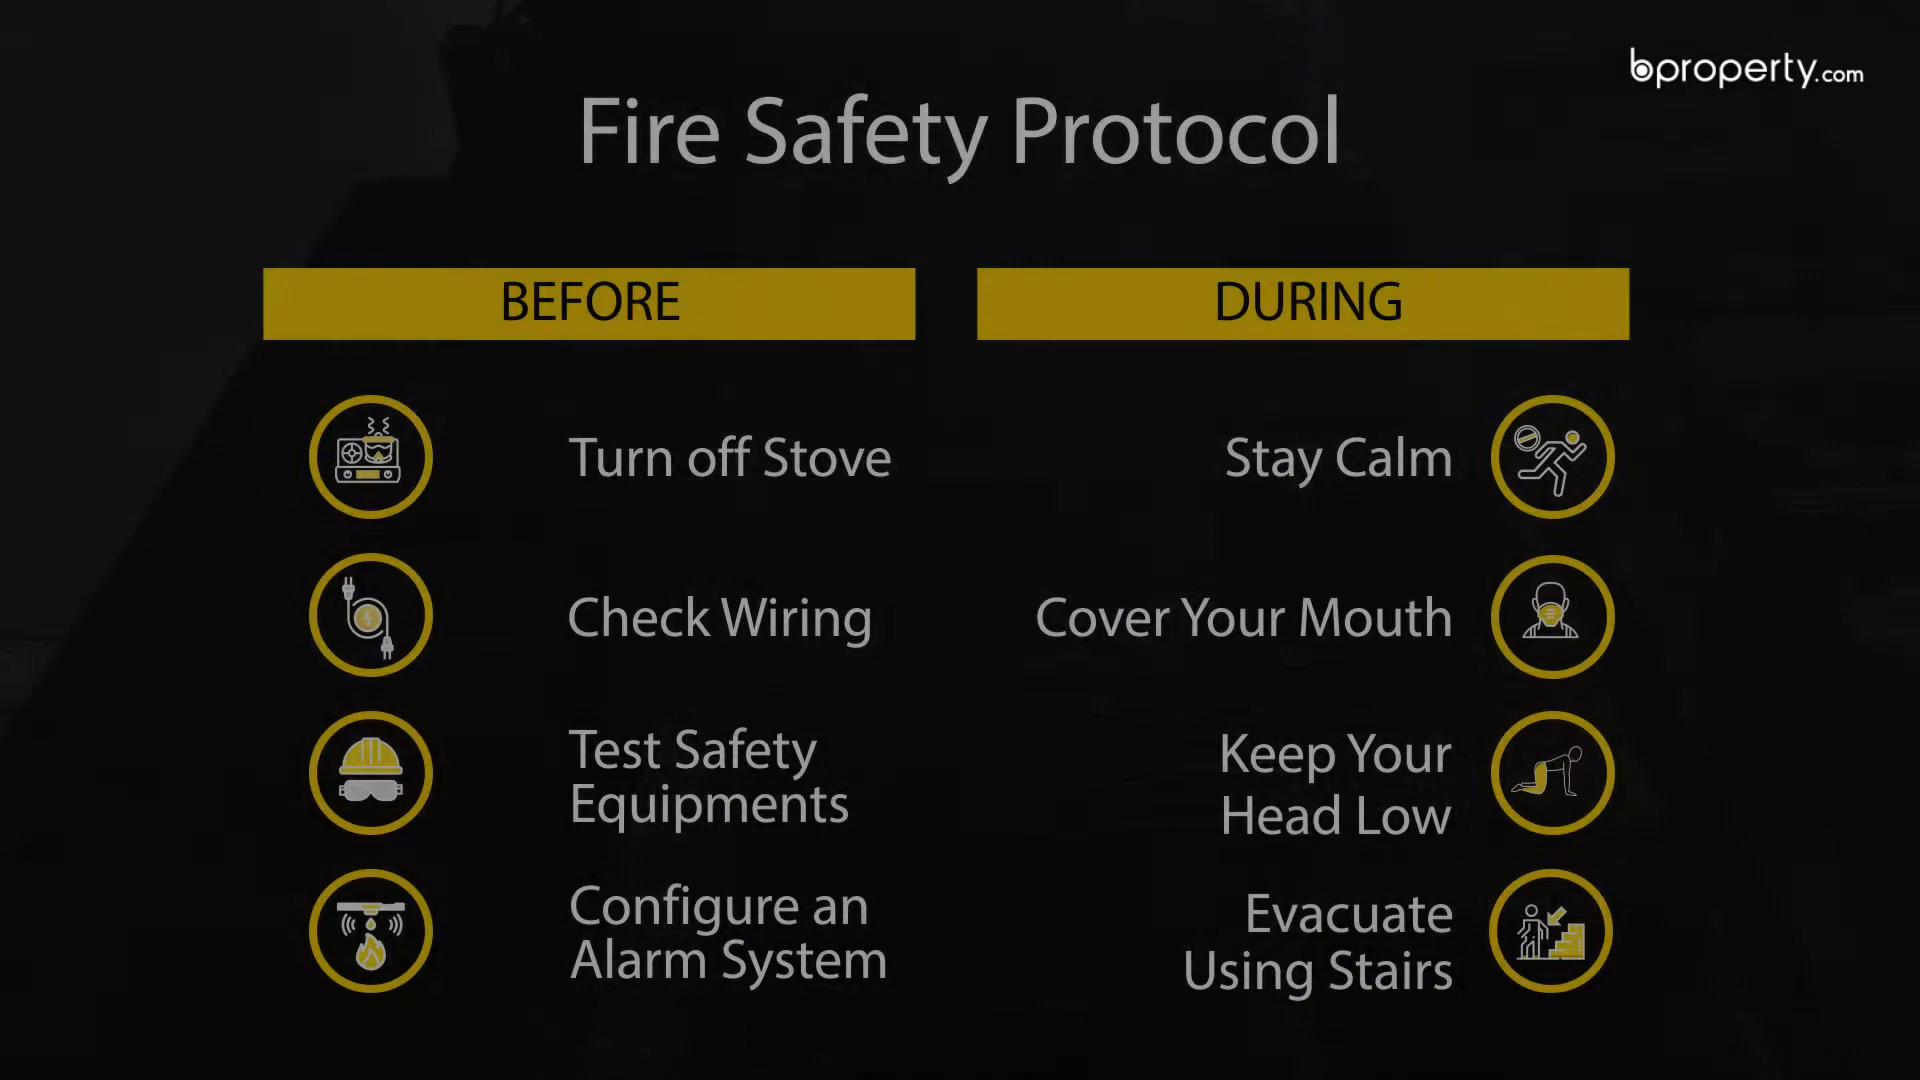 bproperty.com
Fire Safety Protocol
BEFORE
Turn off Stove
Check Wiring
Test Safety
Equipments
Configure an
Alarm System
DURING
Stay Calm
Cover Your Mouth
Keep Your
Head Low
Evacuate
Using Stairs